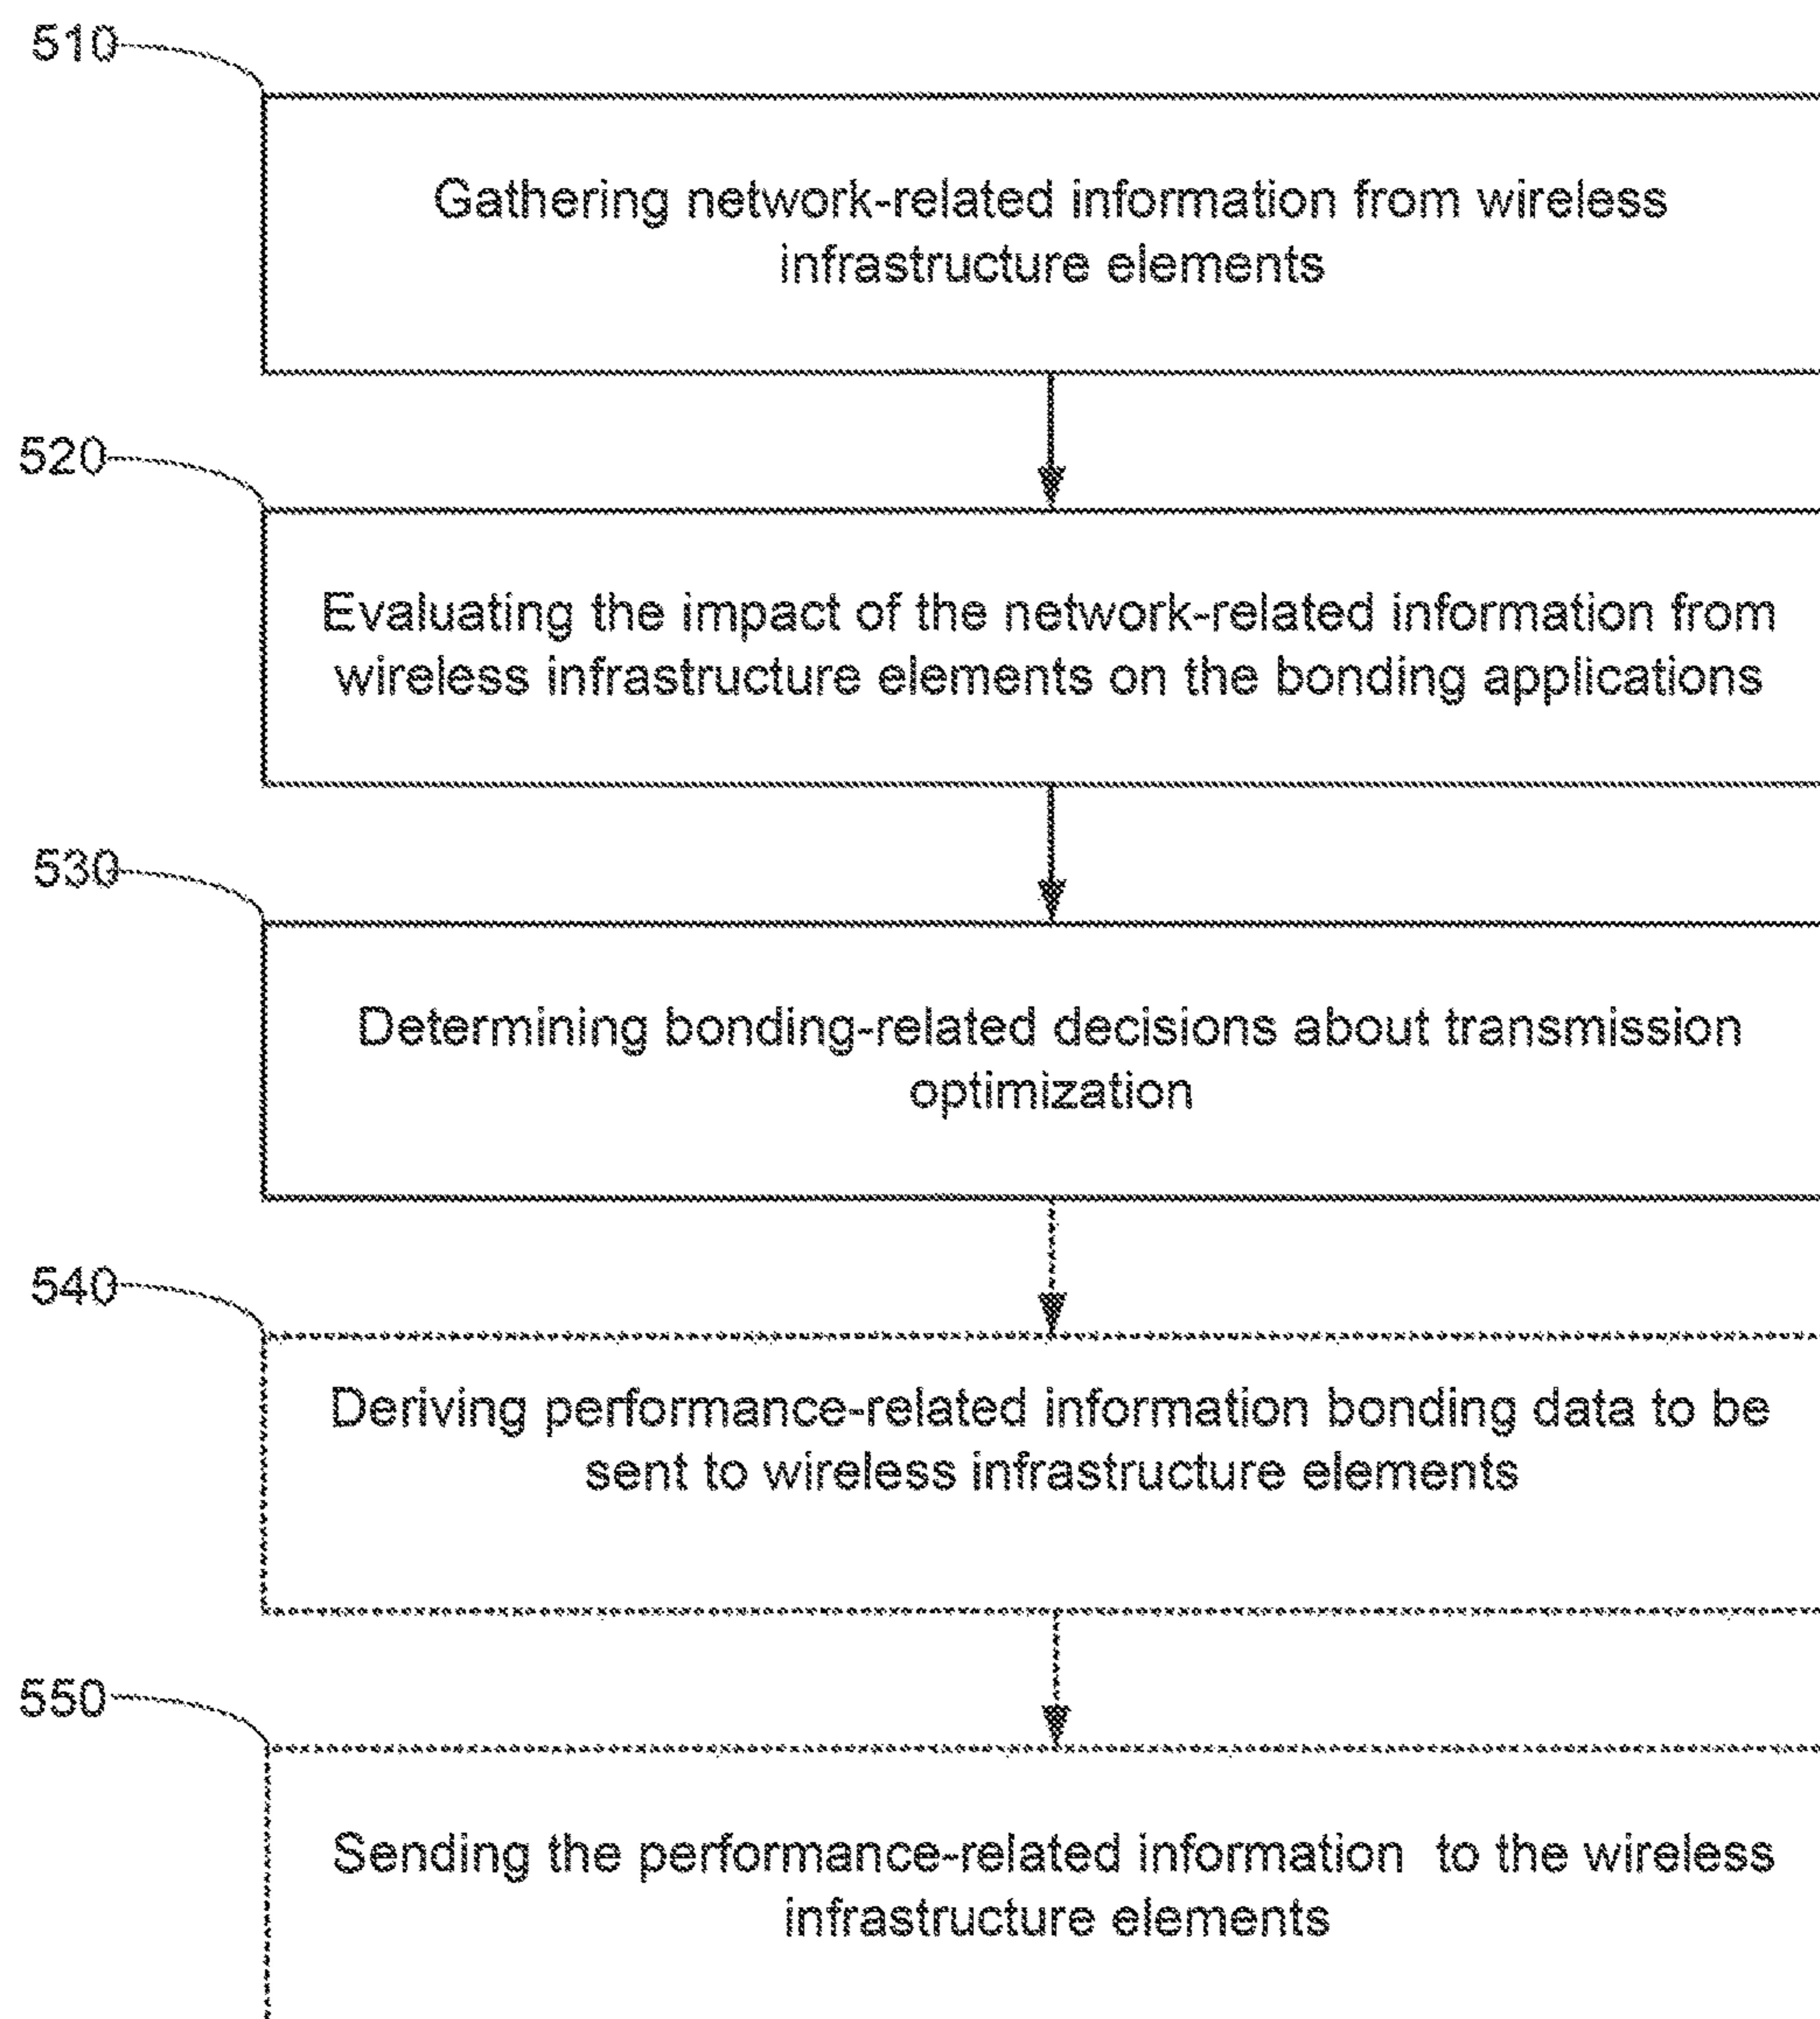 510
Gathering network-related information from wireless
infrastructure elements
520
Evaluating the impact of the network-related information from
wireless infrastructure elements on the bonding applications
530
Determining bonding-related decisions about transmission
optimization
540
Deriving performance-related information bonding data to be
sent to wireless infrastructure elements
550
Sending the performance-related information to the wireless
infrastructure elements